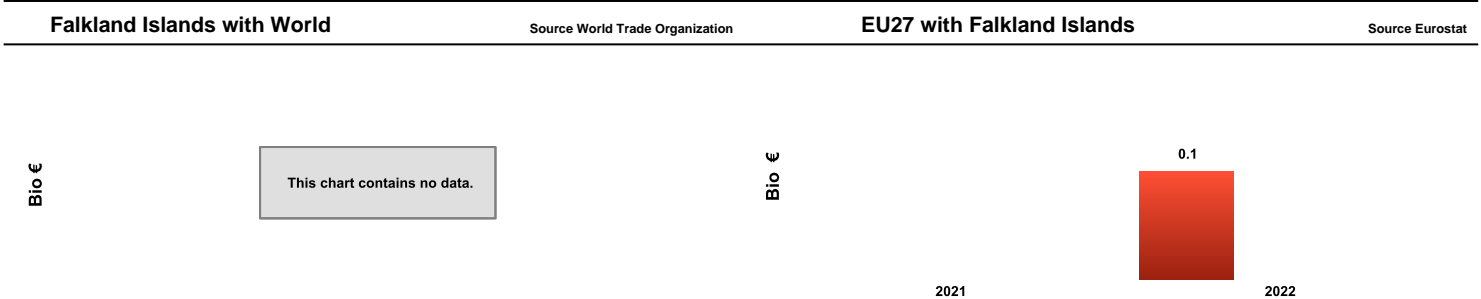 Falkland Islands with World
Source World Trade Organization
Bio €
This chart contains no data.
EU27 with Falkland Islands
Source Eurostat
Bio €
0.1
2021
2022